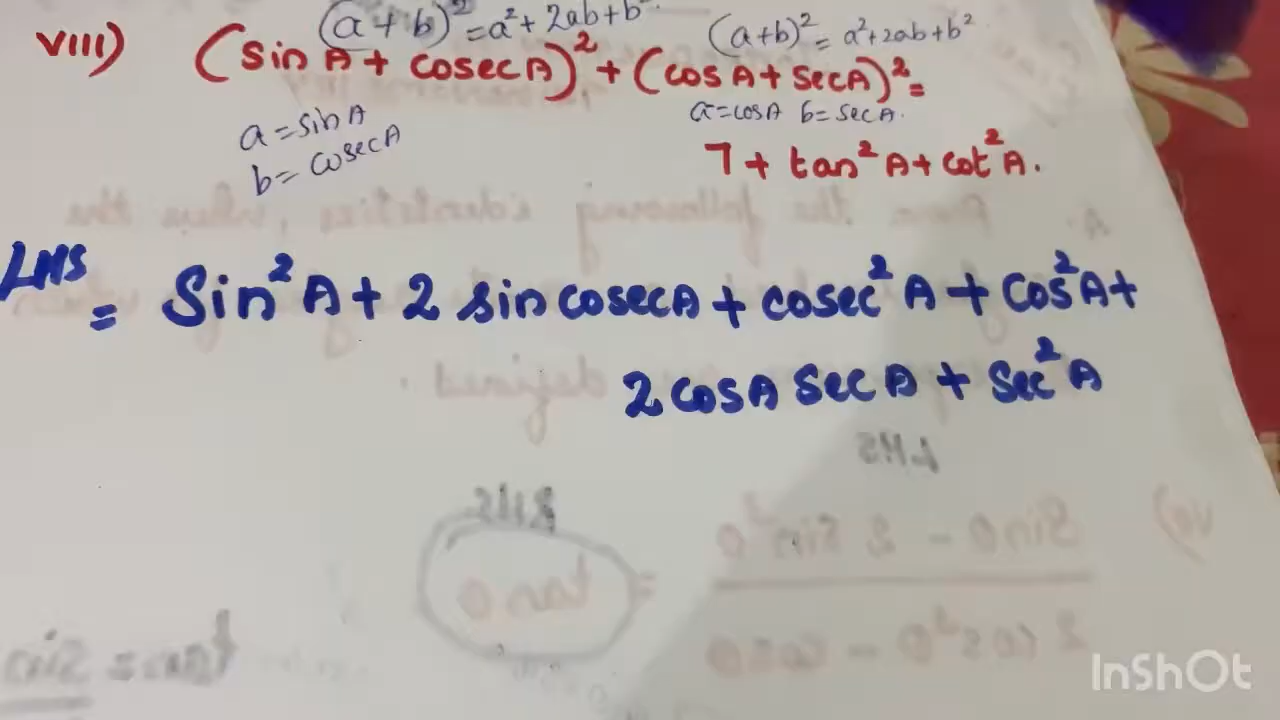 (a + b)² = a² + 2ab + b²
(a+b)² = a²+2ab+b²
viii) (sin A + cosec A)² + (cos A + sec A)² =
a = sin A
b = cosec A
a = cos A b = sec A.
7 + tan² A + cot² A.
LHS
= Sin² A + 2 sin cosec A + cosec² A + cos² A +
2 cos A sec A + sec² A
InShOt